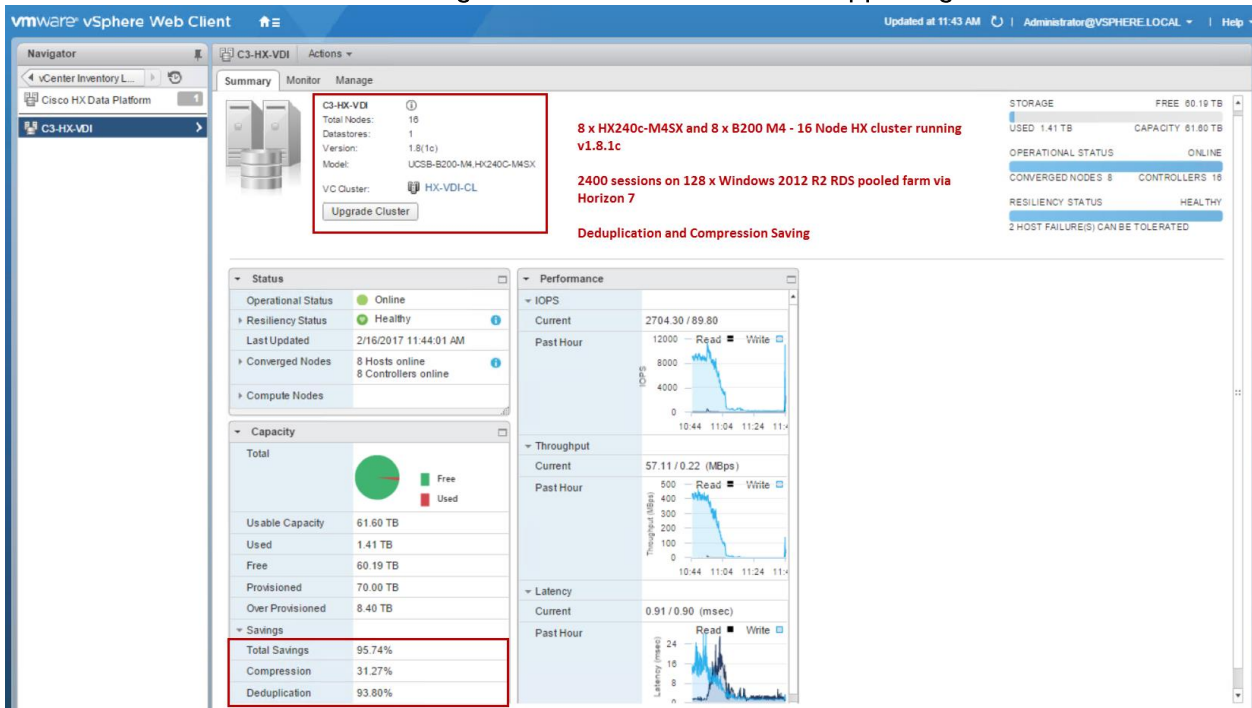 vmware® vSphere Web Client
Updated at 11:43 AM | Administrator@VSPHERE.LOCAL | Help
Navigator
vCenter Inventory L...
Cisco HX Data Platform 1
C3-HX-VDI
C3-HX-VDI Actions
Summary Monitor Manage
C3-HX-VDI
Total Nodes: 16
Datastores: 1
Version: 1.8(1c)
Model: UCSB-B200-M4,HX240C-M4SX
VC Cluster: HX-VDI-CL
Upgrade Cluster
8 x HX240c-M4SX and 8 x B200 M4 - 16 Node HX cluster running
v1.8.1c
2400 sessions on 128 x Windows 2012 R2 RDS pooled farm via
Horizon 7
Deduplication and Compression Saving
STORAGE FREE 60.19 TB
USED 1.41 TB CAPACITY 61.60 TB
OPERATIONAL STATUS ONLINE
CONVERGED NODES 8 CONTROLLERS 16
RESILIENCY STATUS HEALTHY
2 HOST FAILURE(S) CAN BE TOLERATED
Status
Operational Status Online
Resiliency Status Healthy
Last Updated 2/16/2017 11:44:01 AM
Converged Nodes 8 Hosts online
8 Controllers online
Compute Nodes
Capacity
Total
Free
Used
Usable Capacity 61.60 TB
Used 1.41 TB
Free 60.19 TB
Provisioned 70.00 TB
Over Provisioned 8.40 TB
Savings
Total Savings 95.74%
Compression 31.27%
Deduplication 93.80%
Performance
IOPS
Current 2704.30 / 89.80
Past Hour
Read Write
12000
8000
4000
0
IOPS
10:44 11:04 11:24
Throughput
Current 57.11 / 0.22 (MBps)
Past Hour
Read Write
500
400
300
200
100
0
Throughput (MBps)
10:44 11:04 11:24
Latency
Current 0.91 / 0.90 (msec)
Past Hour
Read Write
24
16
8
0
Latency (msec)